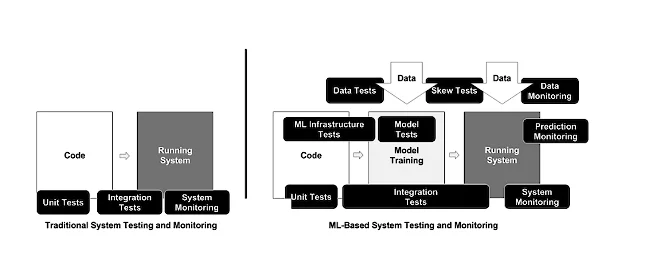 Code
Running
System
Unit Tests
Integration
Tests
System
Monitoring
Traditional System Testing and Monitoring
Data
Data
Data Tests
Skew Tests
Data
Monitoring
ML Infrastructure
Tests
Model
Tests
Prediction
Monitoring
Code
Model
Training
Running
System
Unit Tests
Integration
Tests
System
Monitoring
ML-Based System Testing and Monitoring